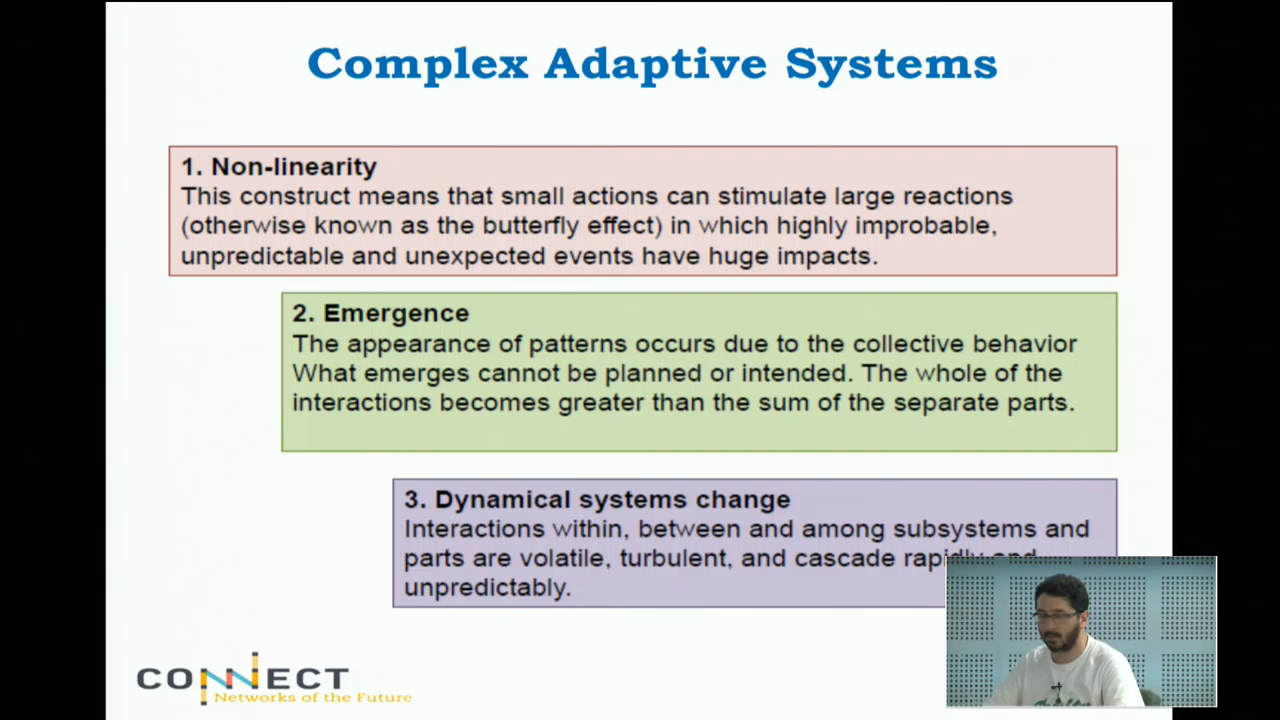 Complex Adaptive Systems
1. Non-linearity
This construct means that small actions can stimulate large reactions
(otherwise known as the butterfly effect) in which highly improbable,
unpredictable and unexpected events have huge impacts.
2. Emergence
The appearance of patterns occurs due to the collective behavior
What emerges cannot be planned or intended. The whole of the
interactions becomes greater than the sum of the separate parts.
3. Dynamical systems change
Interactions within, between and among subsystems and
parts are volatile, turbulent, and cascade rapidly and
unpredictably.
CONNECT
Networks of the Future